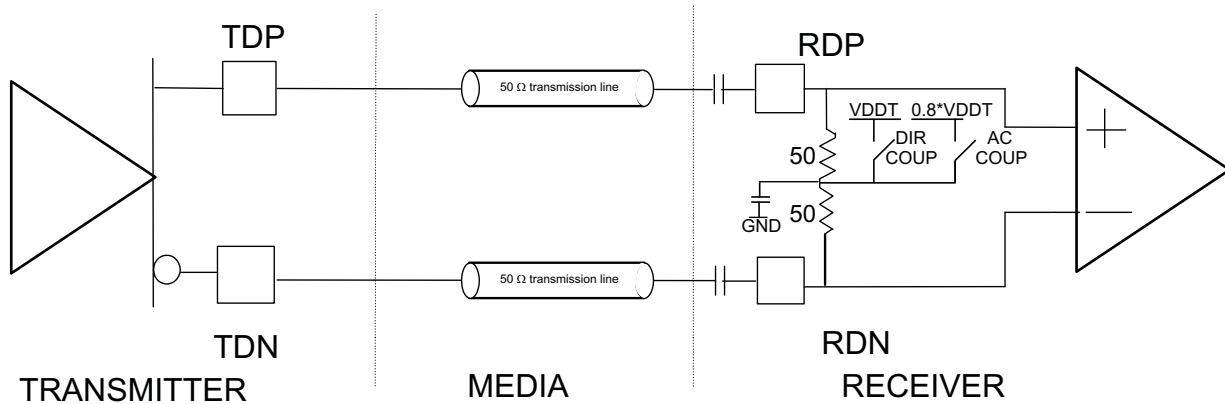 TDP
RDP
50 Ω transmission line
VDDT
0.8*VDDT
DIR
COUP
AC
COUP
50
50
GND
50 Ω transmission line
TDN
RDN
TRANSMITTER
MEDIA
RECEIVER